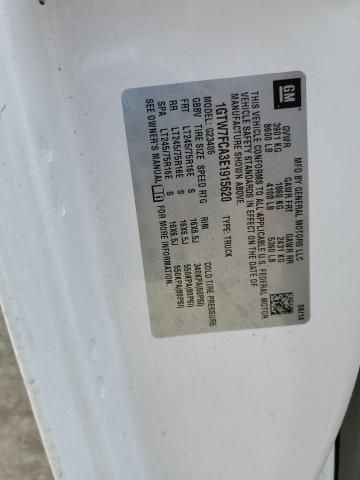 GM
MFD BY GENERAL MOTORS LLC
08/14
GVWR GAWR FRT GAWR RR
3901 KG 1860 KG 2431 KG
8600 LB 4100 LB 5360 LB
THIS VEHICLE CONFORMS TO ALL APPLICABLE U.S. FEDERAL MOTOR
VEHICLE SAFETY STANDARDS IN EFFECT ON THE DATE OF
MANUFACTURE SHOWN ABOVE.
1GTW7FCA3E1915620 TYPE: TRUCK
MODEL: G23405
GBBV TIRE SIZE SPEED RTG RIM COLD TIRE PRESSURE
FRT LT245/75R16E S 16X6.5J 340KPA(50PSI)
RR LT245/75R16E S 16X6.5J 550KPA(80PSI)
SPA LT245/75R16E S 16X6.5J 550KPA(80PSI)
SEE OWNER'S MANUAL FOR MORE INFORMATION.